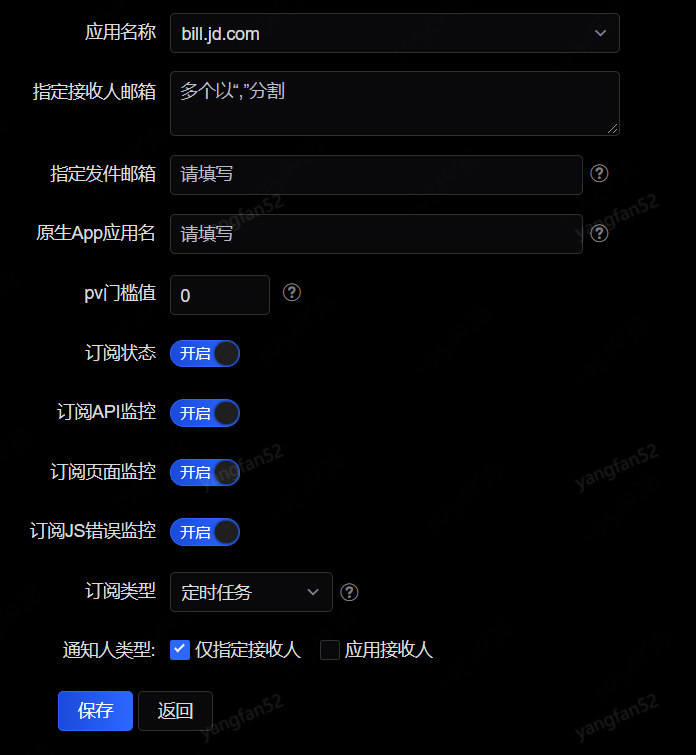 应用名称 bill.jd.com
指定接收人邮箱 多个以“,”分割
指定发件邮箱 请填写 ?
yangfan52 yangfan52
原生App应用名 请填写 ?
pv门槛值 0 ?
订阅状态 开启
订阅API监控 开启
订阅页面监控 开启
yangfan52 yangfan52
订阅JS错误监控 开启
订阅类型 定时任务 ?
通知人类型: 仅指定接收人 应用接收人
保存 返回
yangfan52 yangfan52